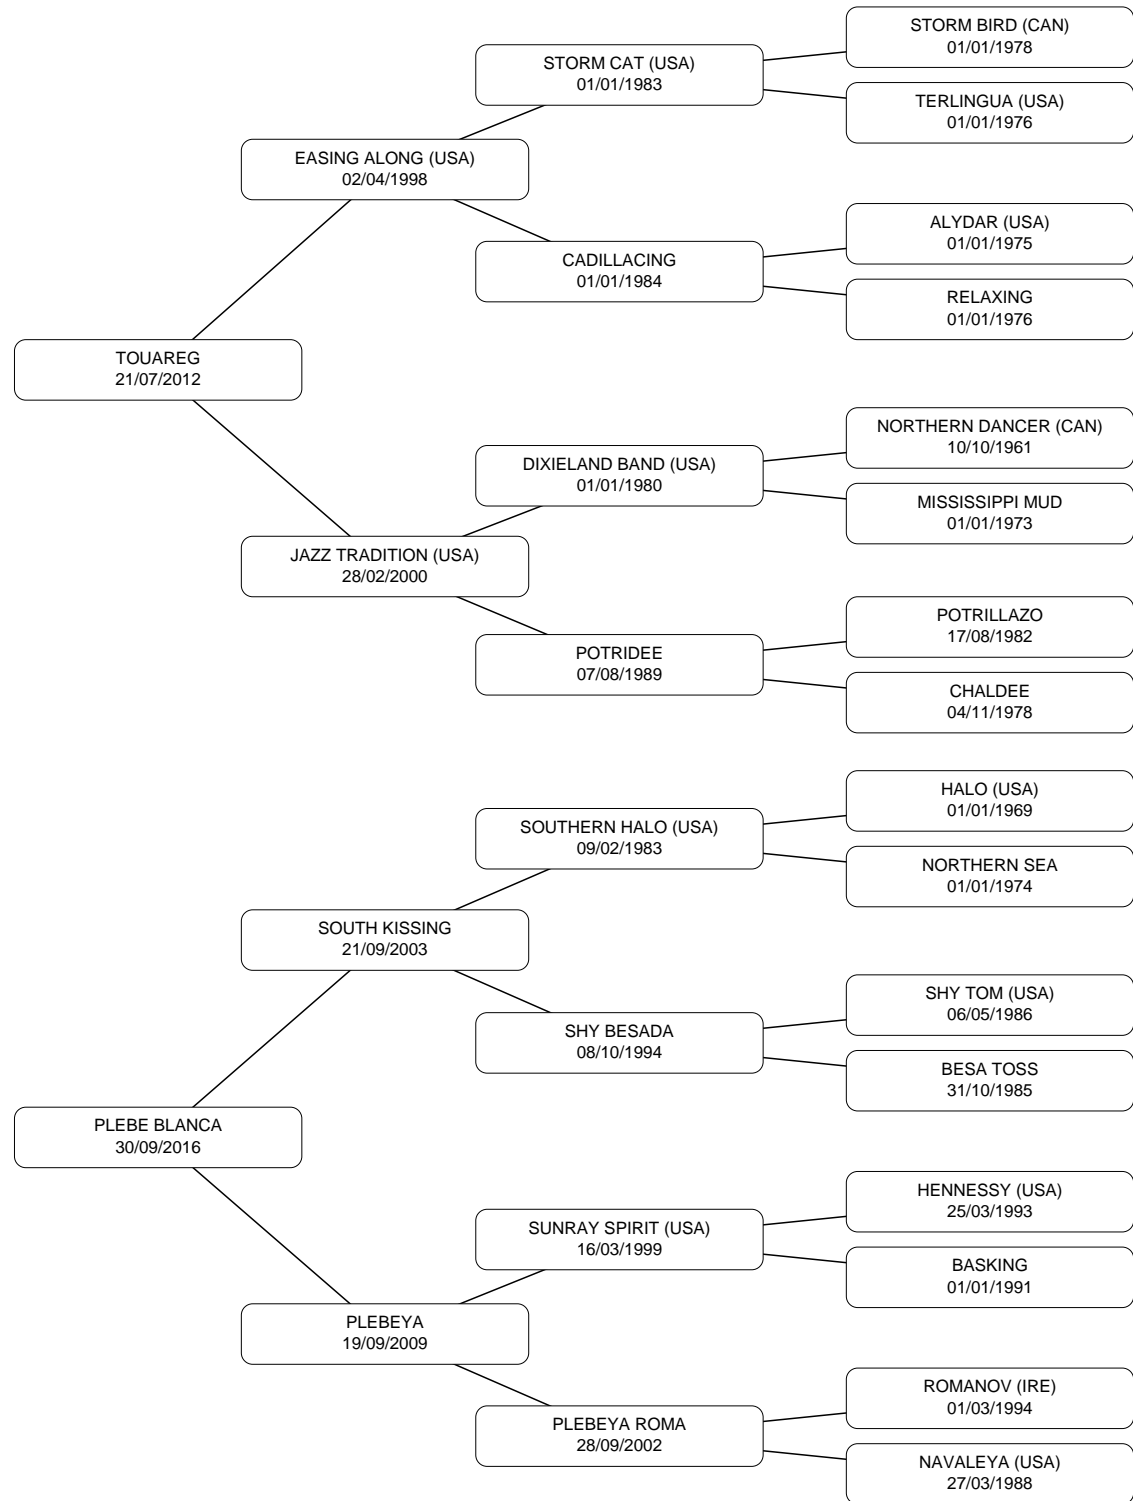 STORM BIRD (CAN)
01/01/1978
STORM CAT (USA)
01/01/1983
TERLINGUA (USA)
01/01/1976
EASING ALONG (USA)
02/04/1998
ALYDAR (USA)
01/01/1975
CADILLACING
01/01/1984
RELAXING
01/01/1976
TOUAREG
21/07/2012
NORTHERN DANCER (CAN)
10/10/1961
DIXIELAND BAND (USA)
01/01/1980
MISSISSIPPI MUD
01/01/1973
JAZZ TRADITION (USA)
28/02/2000
POTRILLAZO
17/08/1982
POTRIDEE
07/08/1989
CHALDEE
04/11/1978
HALO (USA)
01/01/1969
SOUTHERN HALO (USA)
09/02/1983
NORTHERN SEA
01/01/1974
SOUTH KISSING
21/09/2003
SHY TOM (USA)
06/05/1986
SHY BESADA
08/10/1994
BESA TOSS
31/10/1985
PLEBE BLANCA
30/09/2016
HENNESSY (USA)
25/03/1993
SUNRAY SPIRIT (USA)
16/03/1999
BASKING
01/01/1991
PLEBEYA
19/09/2009
ROMANOV (IRE)
01/03/1994
PLEBEYA ROMA
28/09/2002
NAVALEYA (USA)
27/03/1988